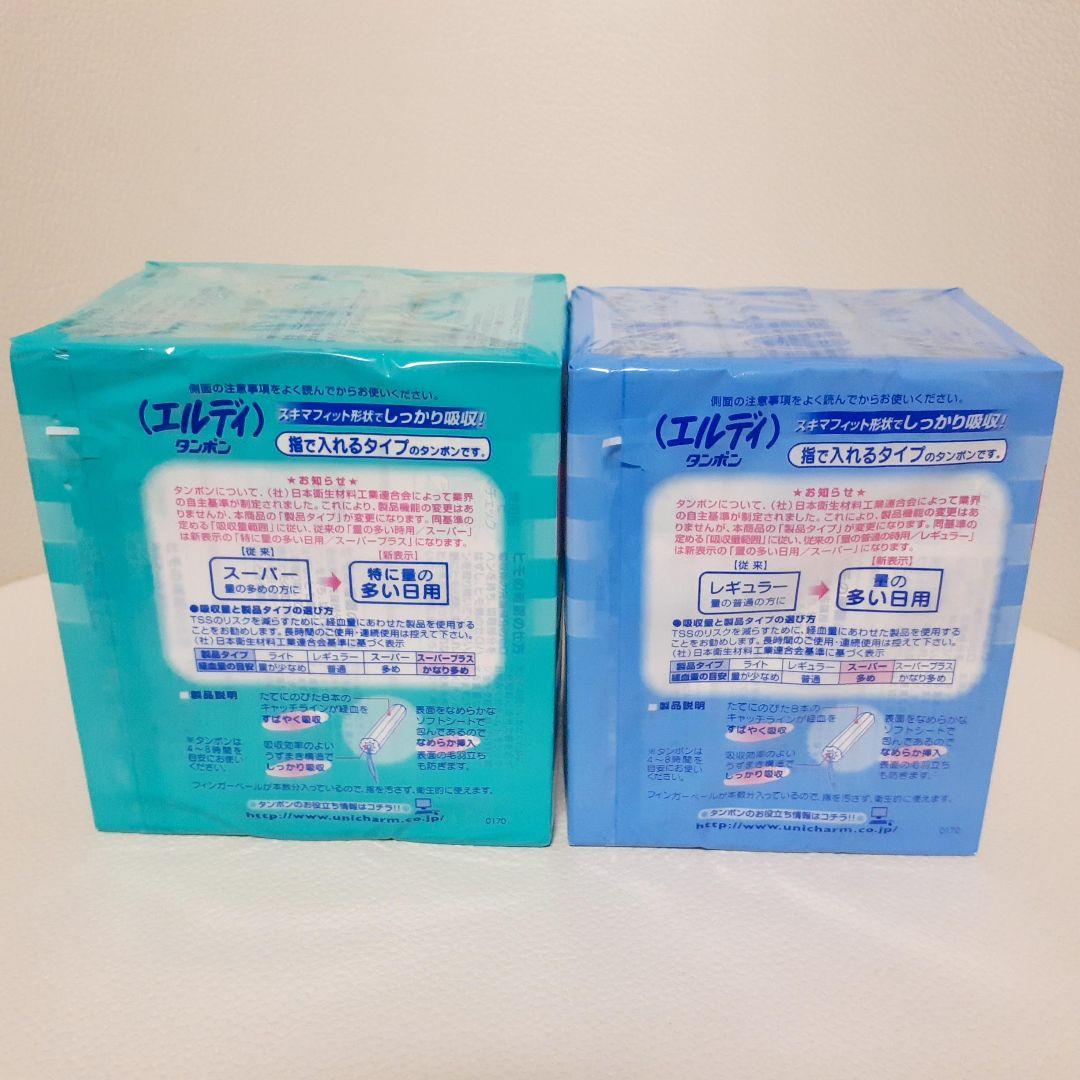 側面の注意事項をよく読んでからお使いください。
(エルディ)
タンポン
スキマフィット形状でしっかり吸収!
指で入れるタイプのタンポンです。
★お知らせ★
タンポンについて、(社)日本衛生材料工業連合会によって業界
の自主基準が制定されました。これにより、製品機能の変更はあ
りませんが、本商品の「製品タイプ」が変更になります。同基準の
定める「吸収量範囲」に従い、従来の「量の多い時用/スーパー」
は新表示の「特に量の多い日用/スーパープラス」になります。
【従来】
【新表示】
スーパー
量の多めの方に
特に量の
多い日用
●吸収量と製品タイプの選び方
TSSのリスクを減らすために、経血量にあわせた製品を使用する
ことをお勧めします。長時間のご使用・連続使用は控えて下さい。
(社)日本衛生材料工業連合会基準に基づく表示
製品タイプ ライト レギュラー スーパー スーパープラス
経血量の目安 量が少なめ 普通 多め かなり多め
■製品説明
たてにのびた8本の
キャッチラインが経血を
すばやく吸収
表面をなめらかな
ソフトシートで
包んであるので
なめらか挿入
表面の毛羽立ち
も防ぎます。
※タンポンは
4〜8時間を
目安にお使い
ください。
吸収効率のよい
うずまき構造で
しっかり吸収
フィンガーペールが本数分入っているので、指を汚さず、衛生的に使えます。
タンポンのお役立ち情報はコチラ!!
http://www.unicharm.co.jp/
0170
側面の注意事項をよく読んでからお使いください。
(エルディ)
タンポン
スキマフィット形状でしっかり吸収!
指で入れるタイプのタンポンです。
★お知らせ★
タンポンについて、(社)日本衛生材料工業連合会によって業界
の自主基準が制定されました。これにより、製品機能の変更はあ
りませんが、本商品の「製品タイプ」が変更になります。同基準の
定める「吸収量範囲」に従い、従来の「量の普通の時用/レギュラー」
は新表示の「量の多い日用/スーパー」になります。
【従来】
【新表示】
レギュラー
量の普通の方に
量の
多い日用
●吸収量と製品タイプの選び方
TSSのリスクを減らすために、経血量にあわせた製品を使用する
ことをお勧めします。長時間のご使用・連続使用は控えて下さい。
(社)日本衛生材料工業連合会基準に基づく表示
製品タイプ ライト レギュラー スーパー スーパープラス
経血量の目安 量が少なめ 普通 多め かなり多め
■製品説明
たてにのびた8本の
キャッチラインが経血を
すばやく吸収
表面をなめらかな
ソフトシートで
包んであるので
なめらか挿入
表面の毛羽立ち
も防ぎます。
※タンポンは
4〜8時間を
目安にお使い
ください。
吸収効率のよい
うずまき構造で
しっかり吸収
フィンガーペールが本数分入っているので、指を汚さず、衛生的に使えます。
タンポンのお役立ち情報はコチラ!!
http://www.unicharm.co.jp/
0170